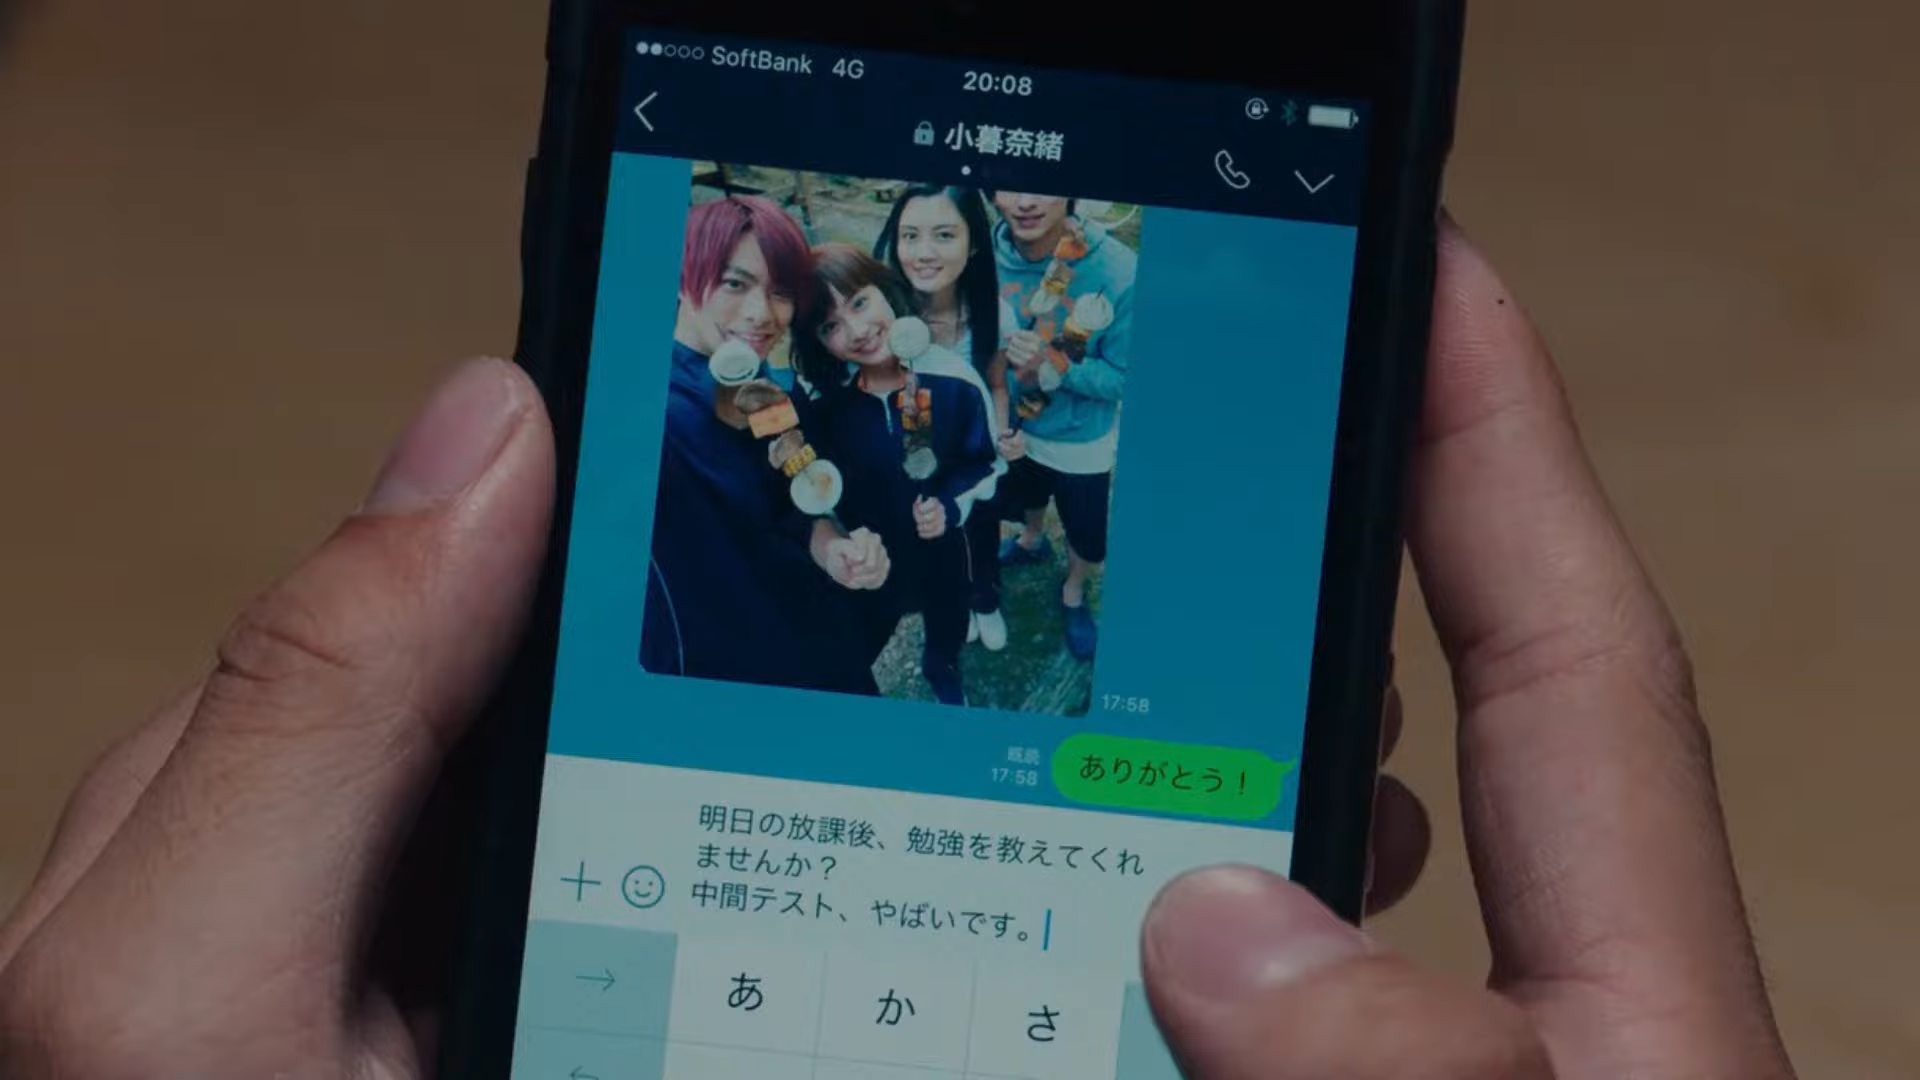 SoftBank 4G
20:08
小暮奈緒
17:58
既読
17:58
ありがとう！
明日の放課後、勉強を教えてくれ
ませんか？
中間テスト、やばいです。
→
あ
か
さ